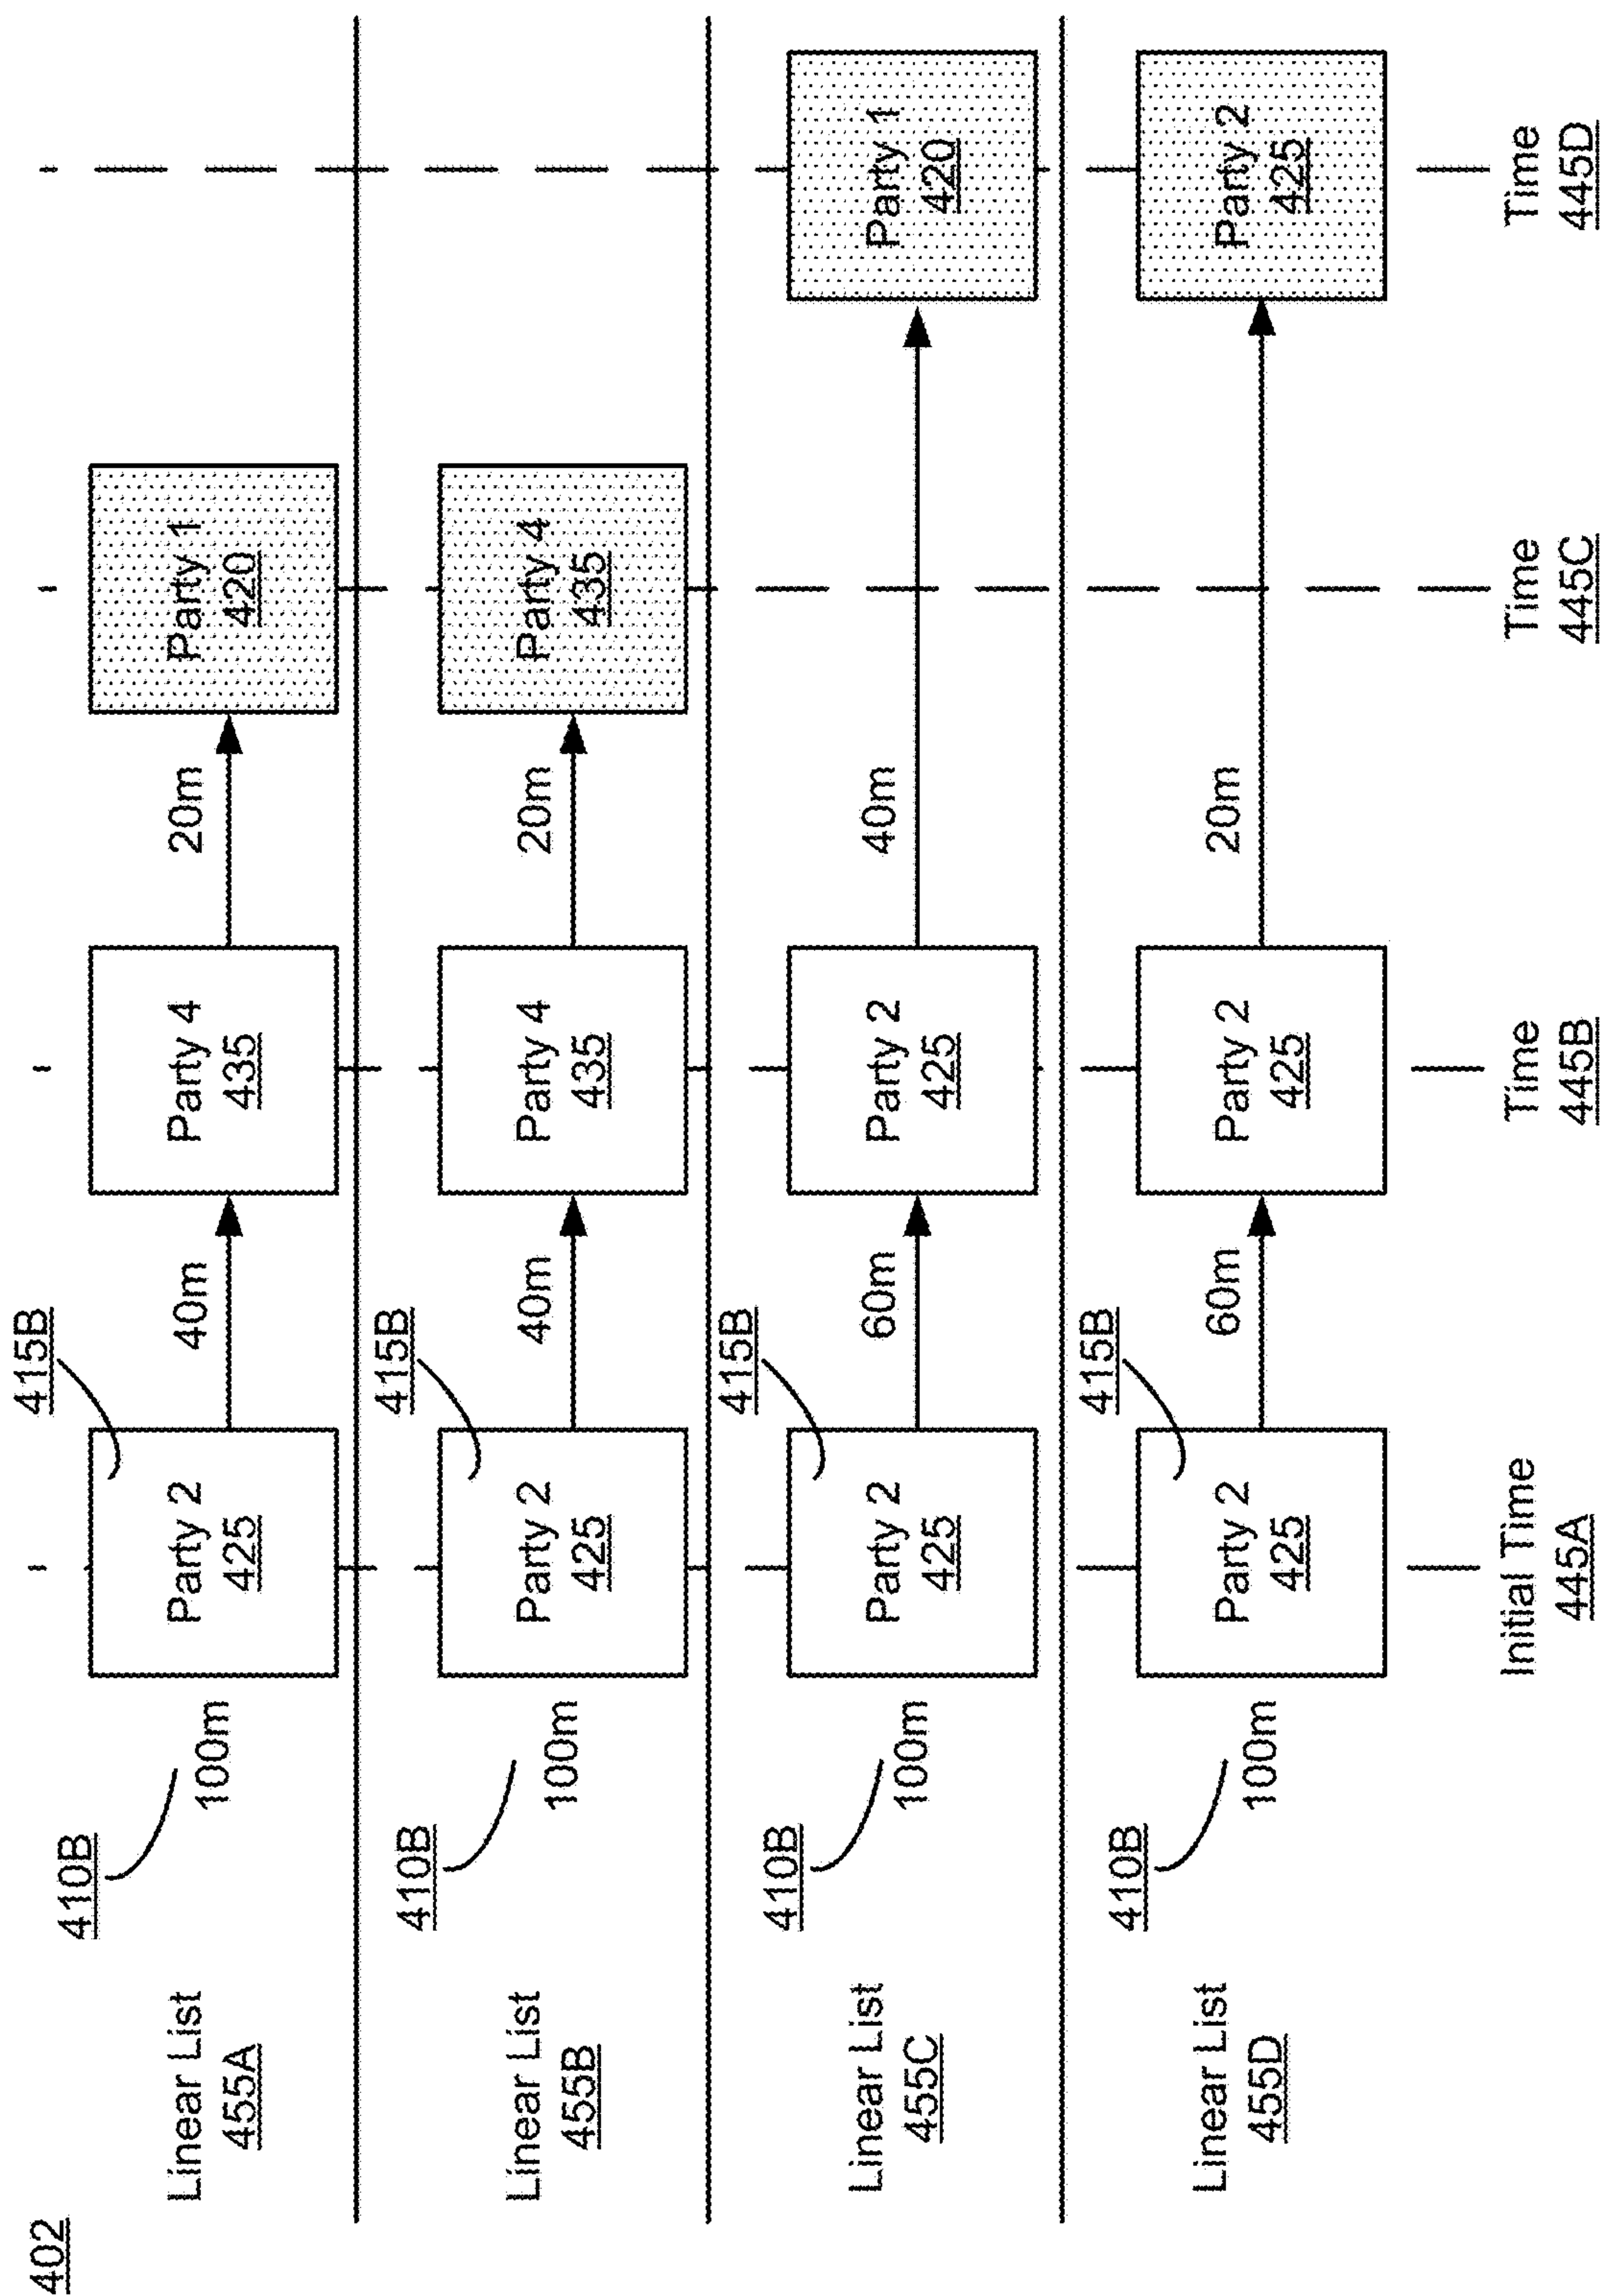 402
Linear List
455A
410B
100m
415B
Party 2
425
40m
Party 4
435
20m
Party 1
420
Linear List
455B
410B
100m
415B
Party 2
425
40m
Party 4
435
20m
Party 4
435
Linear List
455C
410B
100m
415B
Party 2
425
60m
Party 2
425
40m
Party 1
420
Linear List
455D
410B
100m
415B
Party 2
425
60m
Party 2
425
20m
Party 2
425
Initial Time
445A
Time
445B
Time
445C
Time
445D